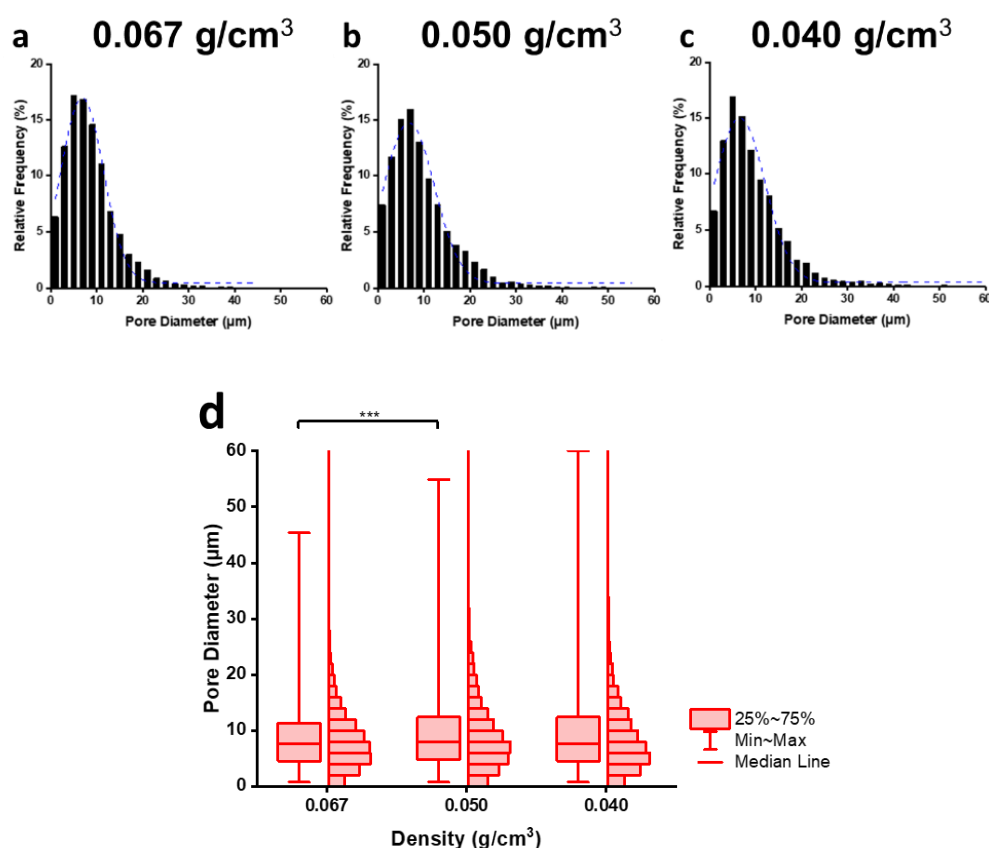 a 0.067 g/cm³
b 0.050 g/cm³
c 0.040 g/cm³
20
15
10
5
0
Relative Frequency (%)
0 10 20 30 40 50 60
Pore Diameter (µm)
20
15
10
5
0
Relative Frequency (%)
0 10 20 30 40 50 60
Pore Diameter (µm)
20
15
10
5
0
Relative Frequency (%)
0 10 20 30 40 50 60
Pore Diameter (µm)
d
***
60
50
40
30
20
10
0
Pore Diameter (µm)
0.067 0.050 0.040
Density (g/cm³)
25%~75%
Min~Max
Median Line